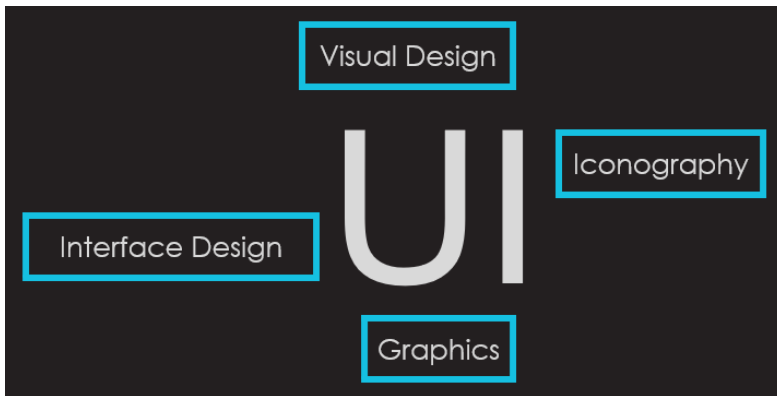 Visual Design
UI
Iconography
Interface Design
Graphics